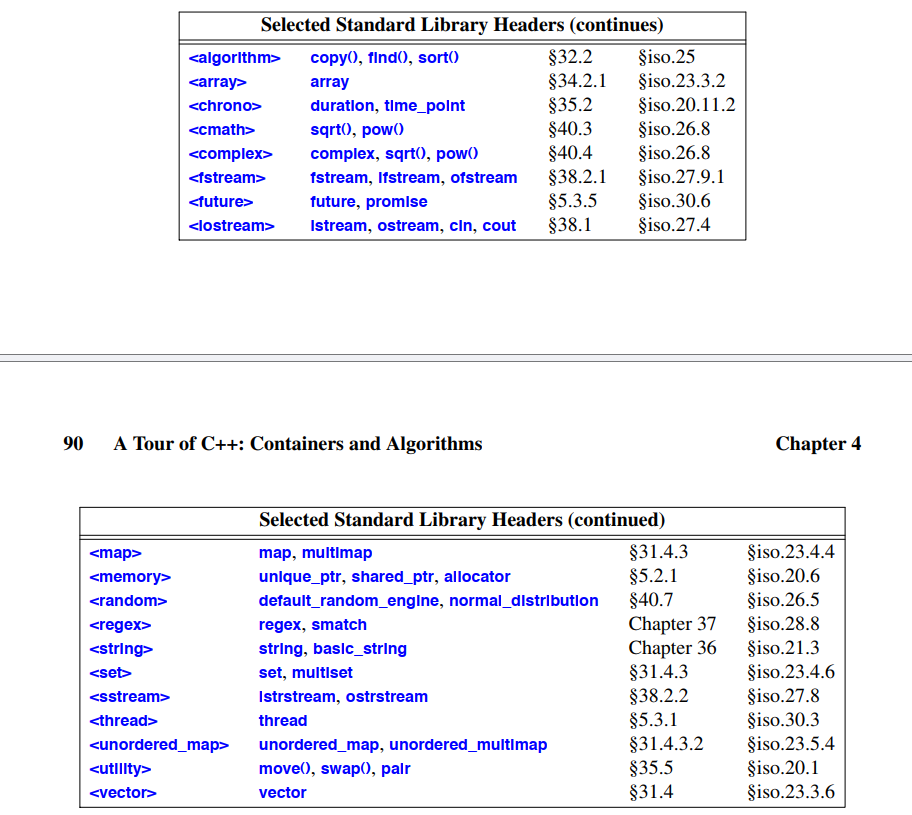 Selected Standard Library Headers (continues)
<algorithm> copy(), find(), sort() §32.2 §iso.25
<array> array §34.2.1 §iso.23.3.2
<chrono> duration, time_point §35.2 §iso.20.11.2
<cmath> sqrt(), pow() §40.3 §iso.26.8
<complex> complex, sqrt(), pow() §40.4 §iso.26.8
<fstream> fstream, ifstream, ofstream §38.2.1 §iso.27.9.1
<future> future, promise §5.3.5 §iso.30.6
<iostream> istream, ostream, cin, cout §38.1 §iso.27.4
90 A Tour of C++: Containers and Algorithms Chapter 4
Selected Standard Library Headers (continued)
<map> map, multimap §31.4.3 §iso.23.4.4
<memory> unique_ptr, shared_ptr, allocator §5.2.1 §iso.20.6
<random> default_random_engine, normal_distribution §40.7 §iso.26.5
<regex> regex, smatch Chapter 37 §iso.28.8
<string> string, basic_string Chapter 36 §iso.21.3
<set> set, multiset §31.4.3 §iso.23.4.6
<sstream> istrstream, ostrstream §38.2.2 §iso.27.8
<thread> thread §5.3.1 §iso.30.3
<unordered_map> unordered_map, unordered_multimap §31.4.3.2 §iso.23.5.4
<utility> move(), swap(), pair §35.5 §iso.20.1
<vector> vector §31.4 §iso.23.3.6